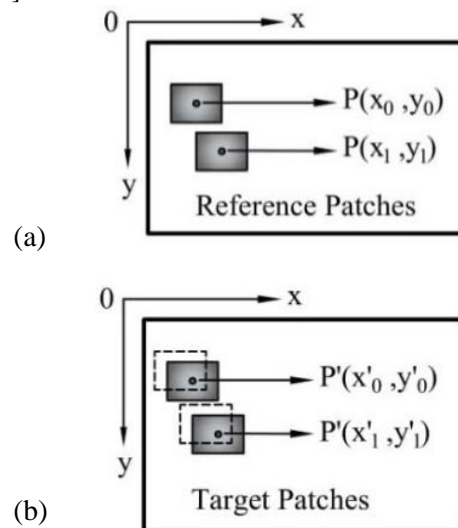 ]
0 x
P(x₀ ,y₀)
P(x₁ ,y₁)
y
Reference Patches
(a)
0 x
P'(x'₀ ,y'₀)
P'(x'₁ ,y'₁)
y
Target Patches
(b)